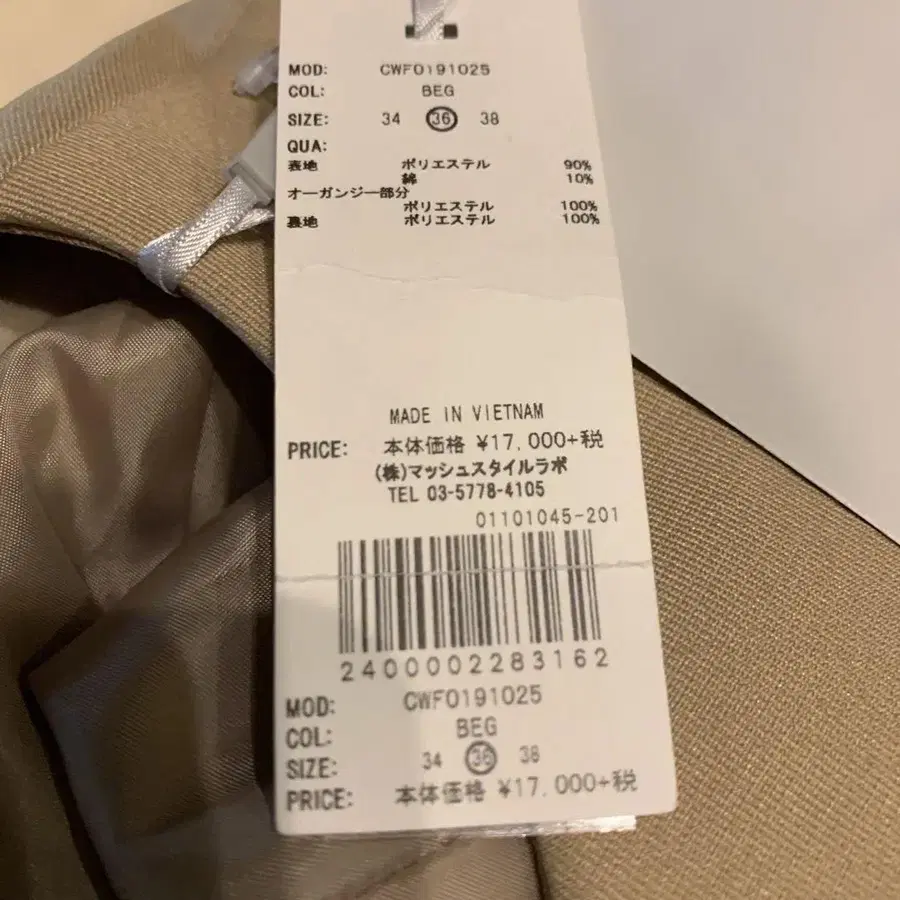 MOD: CWF0191025
COL: BEG
SIZE: 34 36 38
QUA:
表地 ポリエステル 90%
綿 10%
オーガンジー部分
ポリエステル 100%
裏地 ポリエステル 100%
MADE IN VIETNAM
PRICE: 本体価格 ¥17,000+税
(株)マッシュスタイルラボ
TEL 03-5778-4105
01101045-201
2400002283162
MOD: CWF0191025
COL: BEG
SIZE: 34 36 38
PRICE: 本体価格 ¥17,000+税